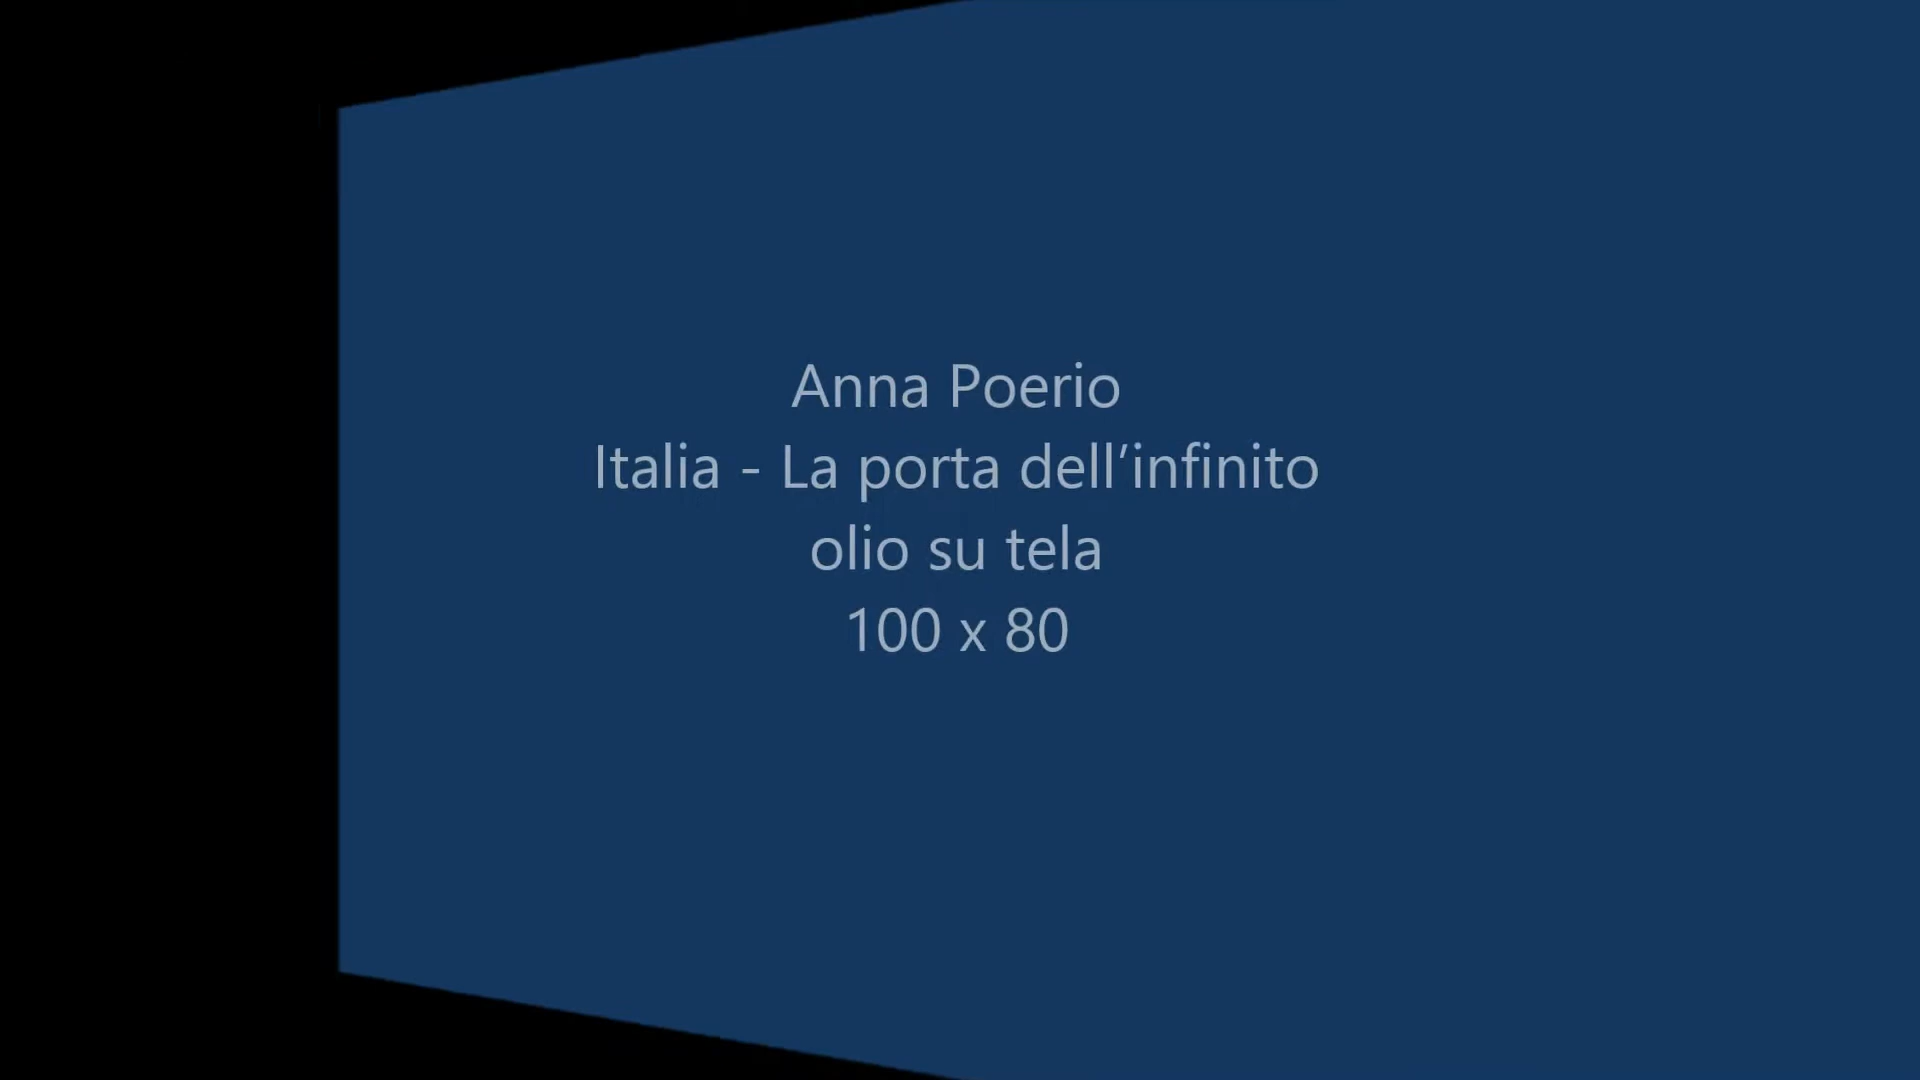 Anna Poerio
Italia - La porta dell’infinito
olio su tela
100 x 80